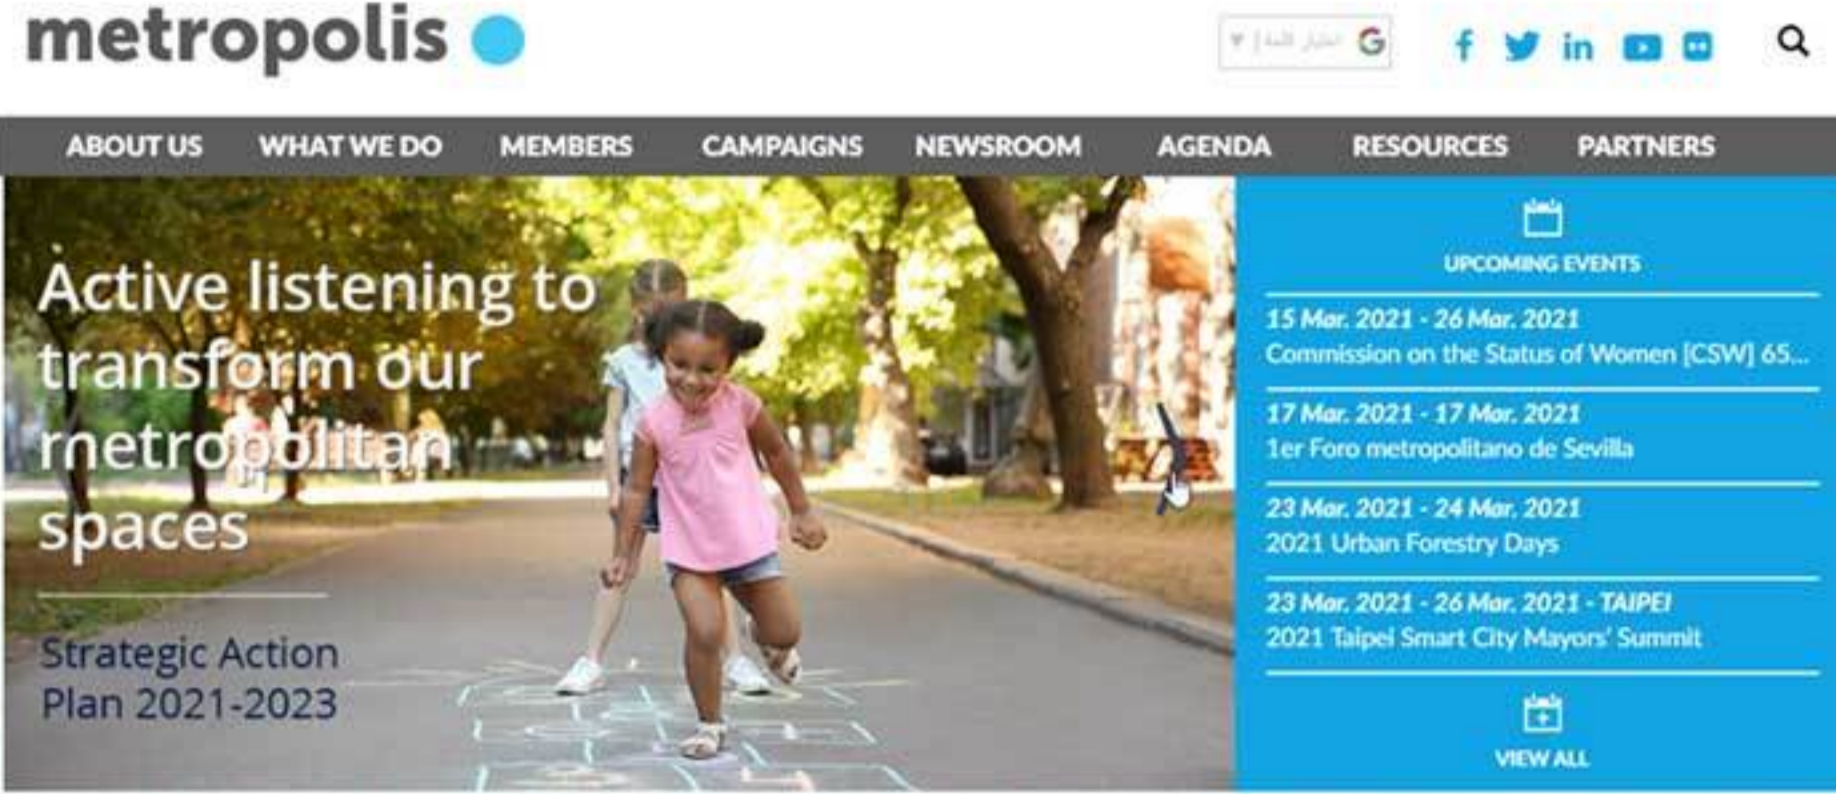 metropolis
G
ABOUT US WHAT WE DO MEMBERS CAMPAIGNS NEWSROOM AGENDA RESOURCES PARTNERS
Active listening to
transform our
metropolitan
spaces
Strategic Action
Plan 2021-2023
UPCOMING EVENTS
15 Mar. 2021 - 26 Mar. 2021
Commission on the Status of Women [CSW] 65...
17 Mar. 2021 - 17 Mar. 2021
1er Foro metropolitano de Sevilla
23 Mar. 2021 - 24 Mar. 2021
2021 Urban Forestry Days
23 Mar. 2021 - 26 Mar. 2021 - TAIPEI
2021 Taipei Smart City Mayors' Summit
VIEW ALL